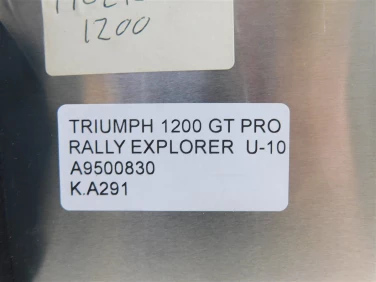 1200
TRIUMPH 1200 GT PRO
RALLY EXPLORER U-10
A9500830
K.A291